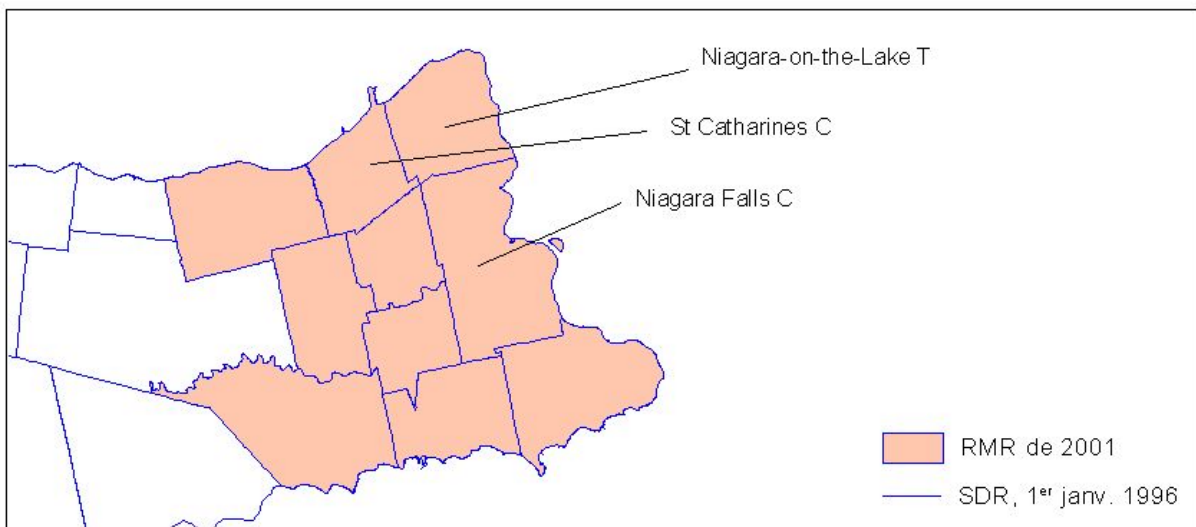 Niagara-on-the-Lake T
St Catharines C
Niagara Falls C
RMR de 2001
SDR, 1er janv. 1996